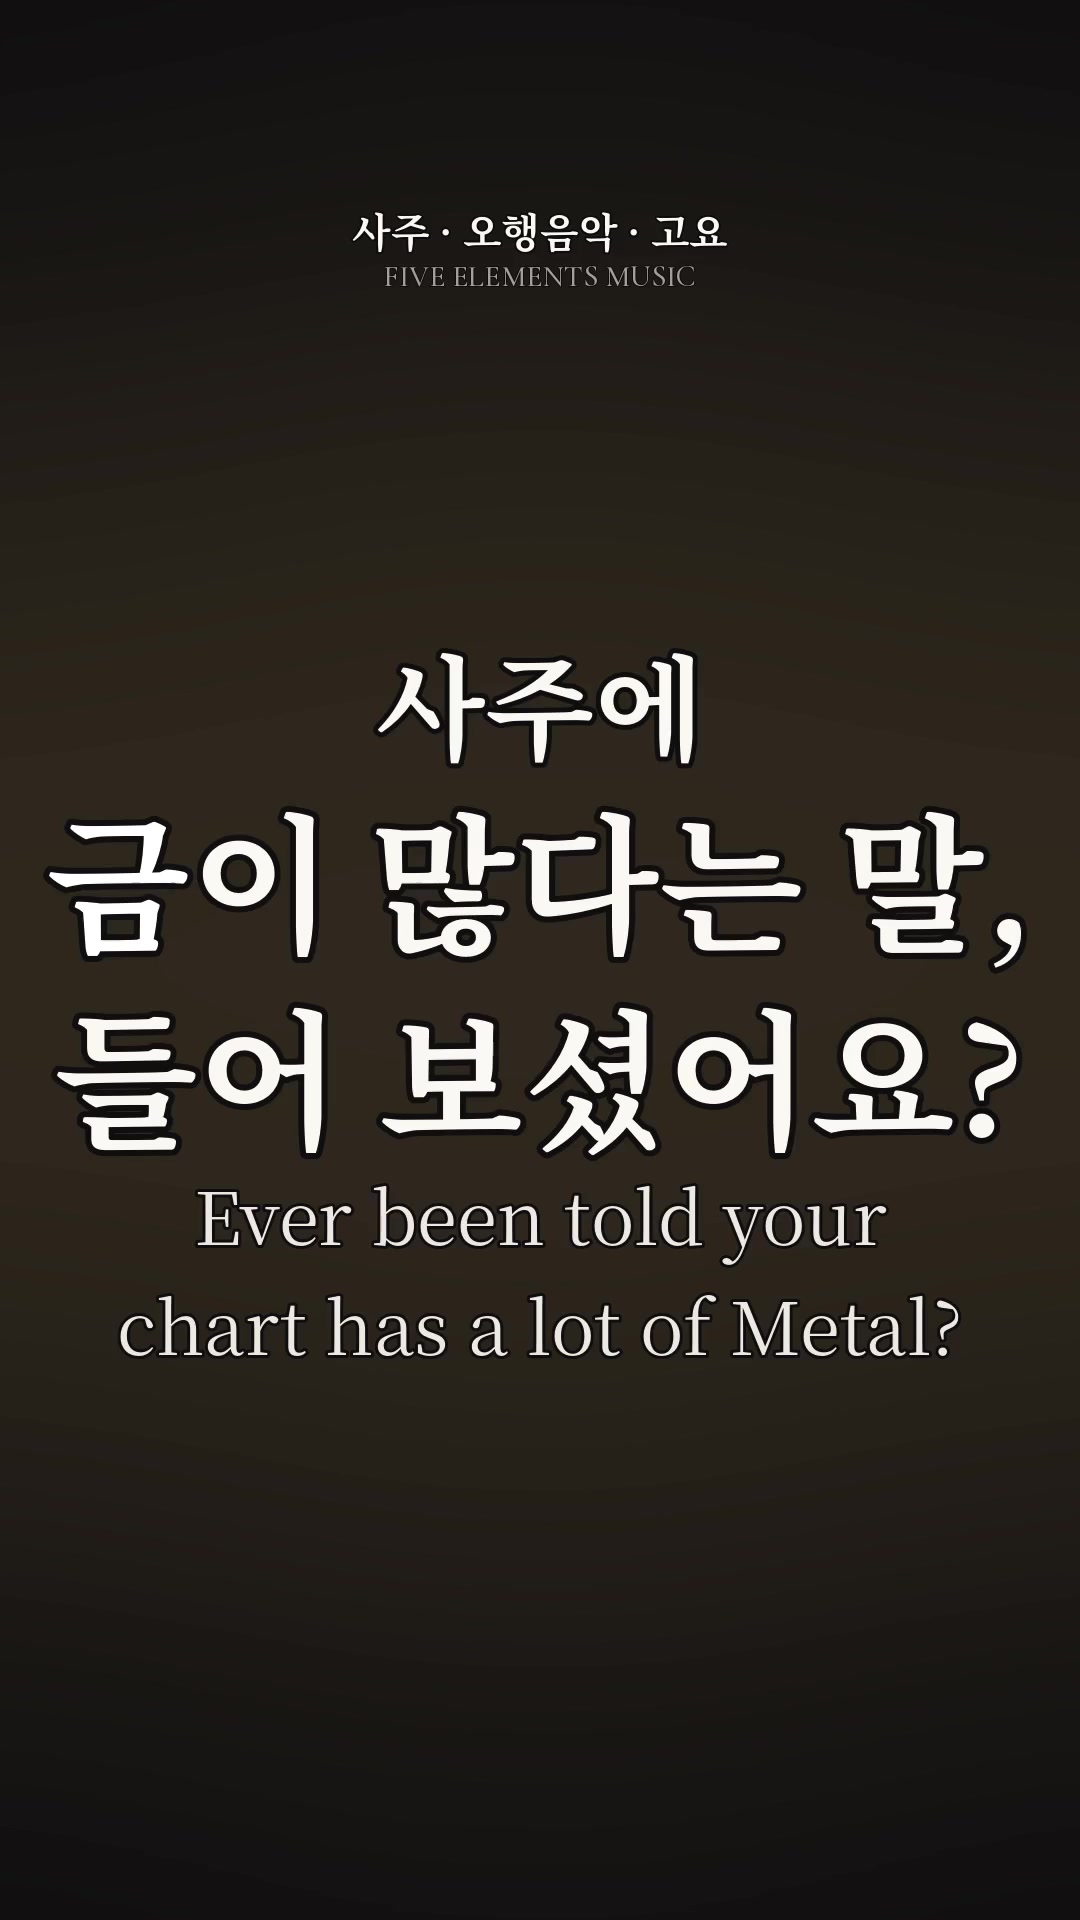 사주 · 오행음악 · 고요
FIVE ELEMENTS MUSIC
사주에
금이 많다는 말,
들어 보셨어요?
Ever been told your
chart has a lot of Metal?